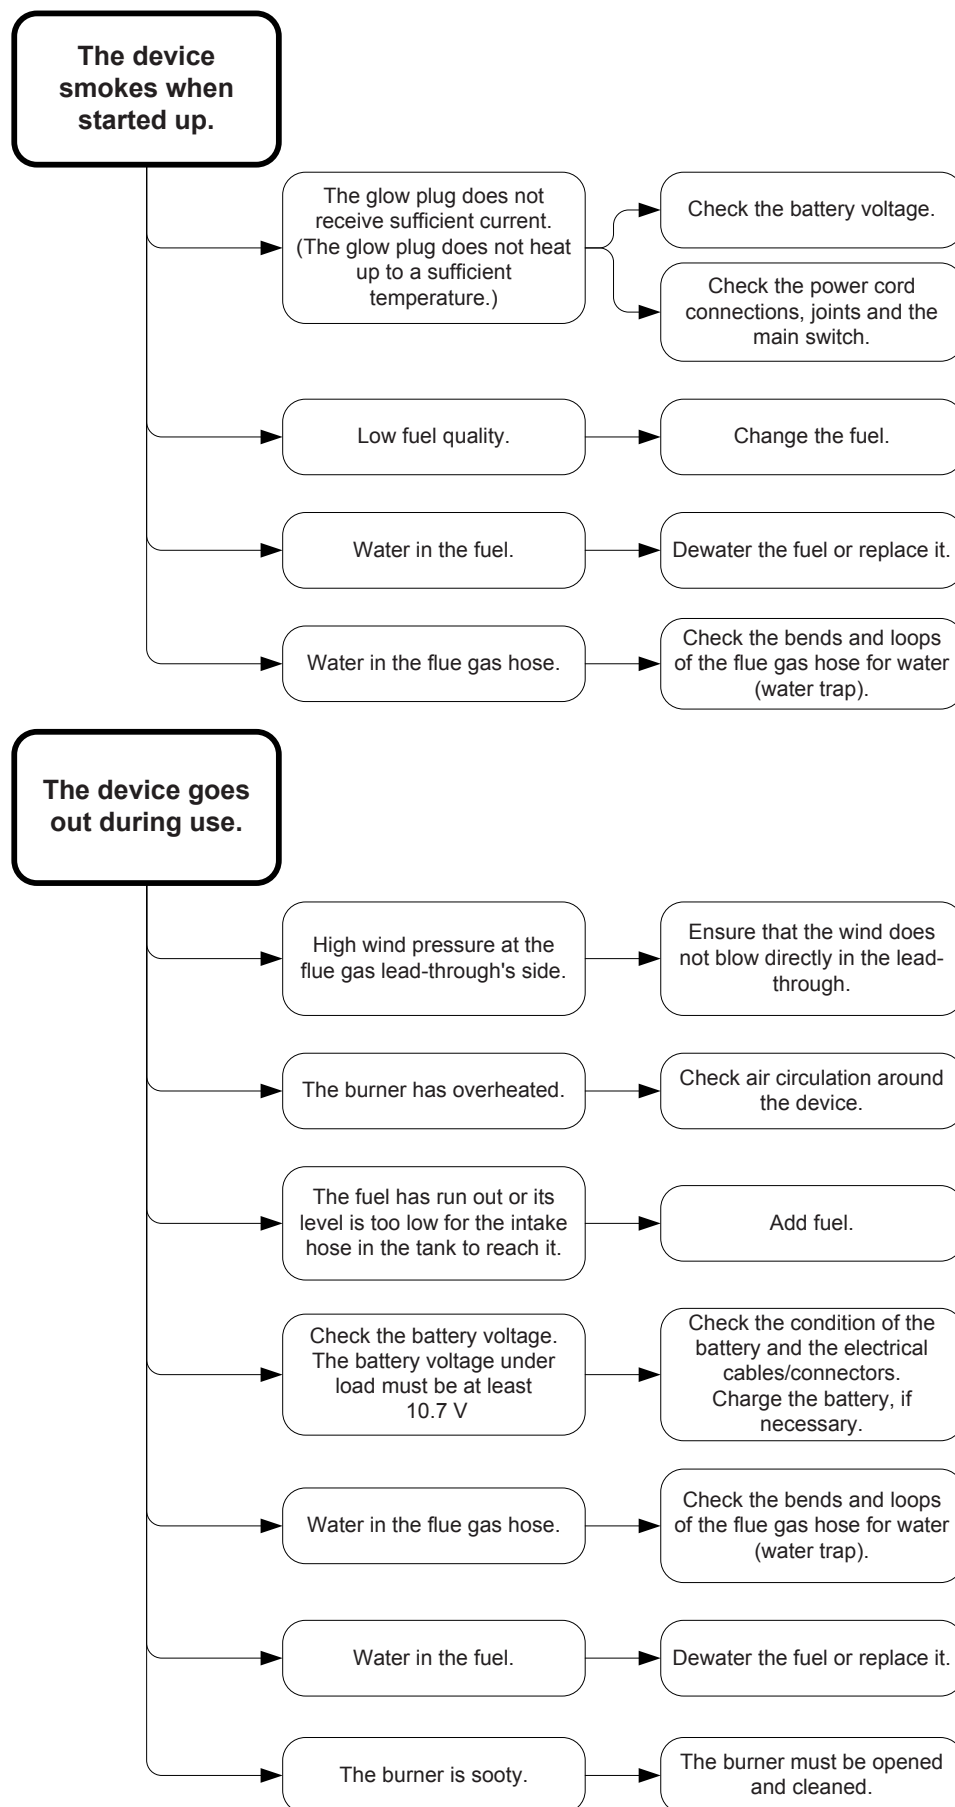 The device
smokes when
started up.
The glow plug does not
receive sufficient current.
(The glow plug does not heat
up to a sufficient
temperature.)
Check the battery voltage.
Check the power cord
connections, joints and the
main switch.
Low fuel quality.
Change the fuel.
Water in the fuel.
Dewater the fuel or replace it.
Water in the flue gas hose.
Check the bends and loops
of the flue gas hose for water
(water trap).
The device goes
out during use.
High wind pressure at the
flue gas lead-through's side.
Ensure that the wind does
not blow directly in the lead-
through.
The burner has overheated.
Check air circulation around
the device.
The fuel has run out or its
level is too low for the intake
hose in the tank to reach it.
Add fuel.
Check the battery voltage.
The battery voltage under
load must be at least
10.7 V
Check the condition of the
battery and the electrical
cables/connectors.
Charge the battery, if
necessary.
Water in the flue gas hose.
Check the bends and loops
of the flue gas hose for water
(water trap).
Water in the fuel.
Dewater the fuel or replace it.
The burner is sooty.
The burner must be opened
and cleaned.